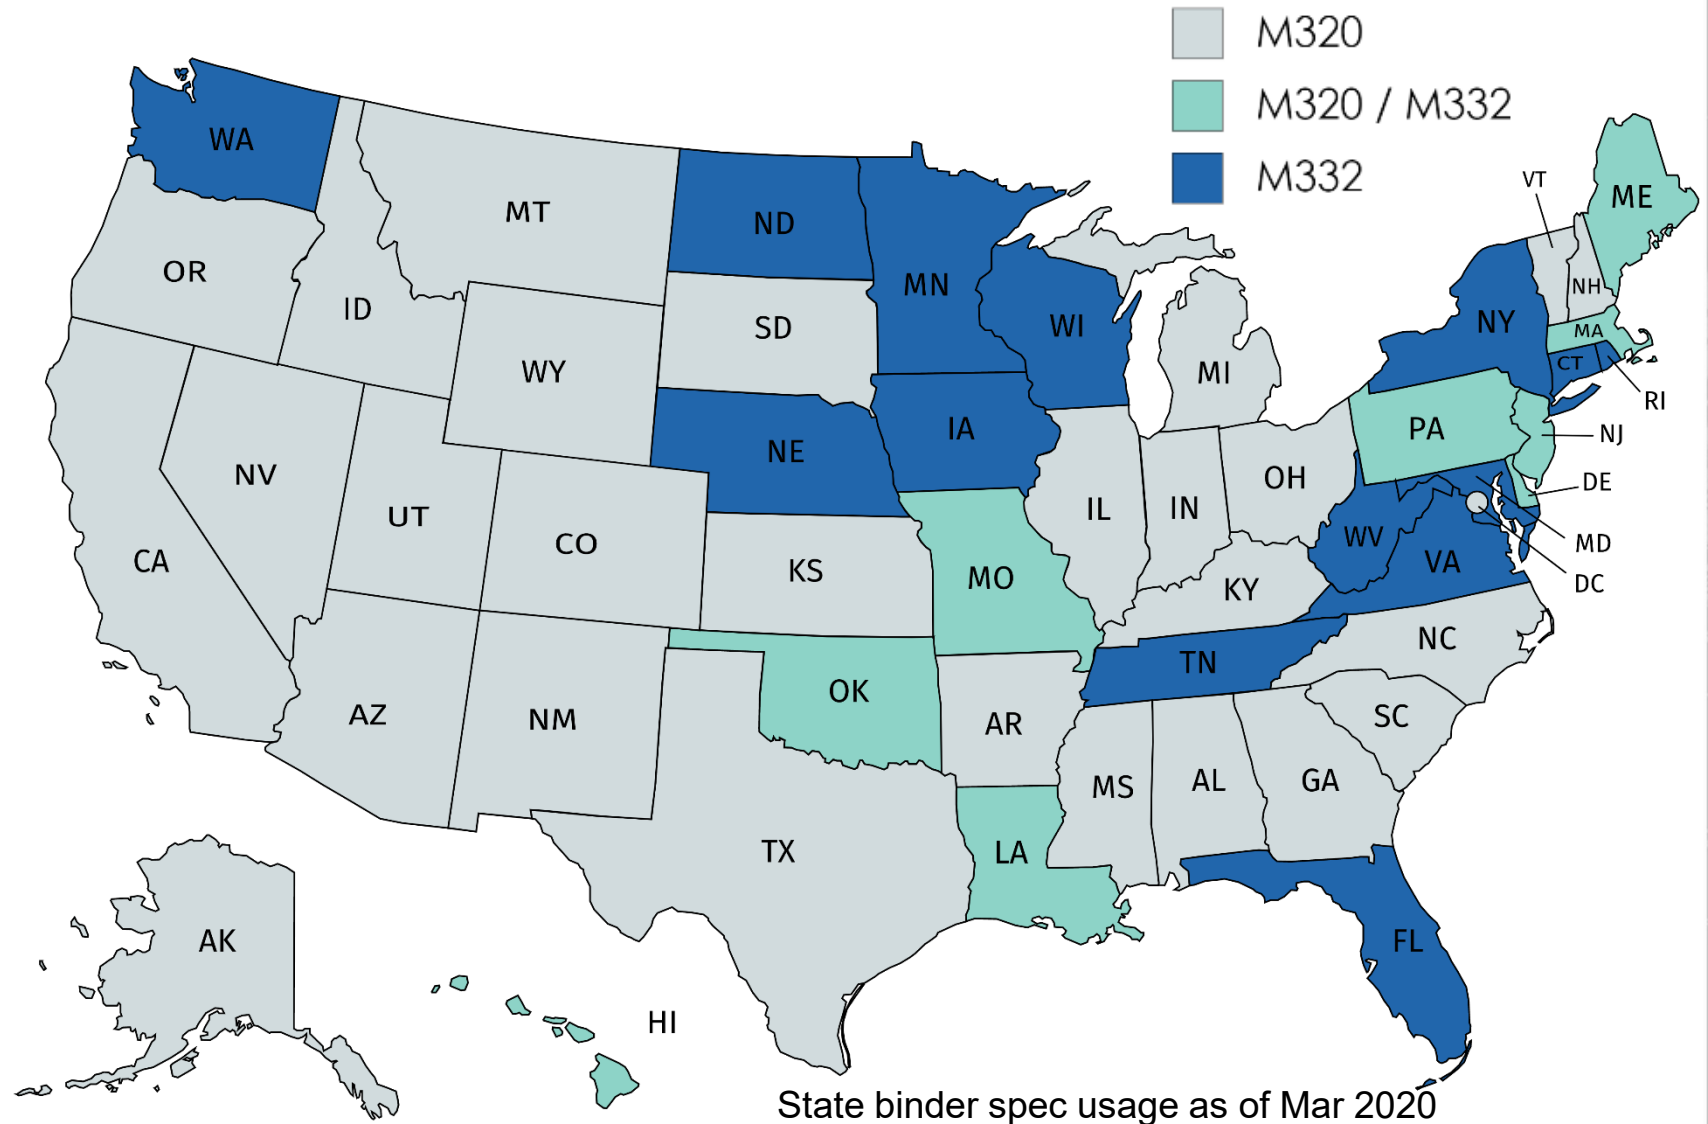 M320
M320 / M332
M332
WA
OR
CA
NV
ID
MT
WY
UT
CO
AZ
NM
ND
SD
NE
KS
OK
TX
MN
IA
MO
AR
LA
WI
IL
MI
IN
OH
KY
TN
MS
AL
GA
FL
SC
NC
VA
WV
PA
NY
VT
NH
ME
MA
CT
RI
NJ
DE
MD
DC
AK
HI
State binder spec usage as of Mar 2020